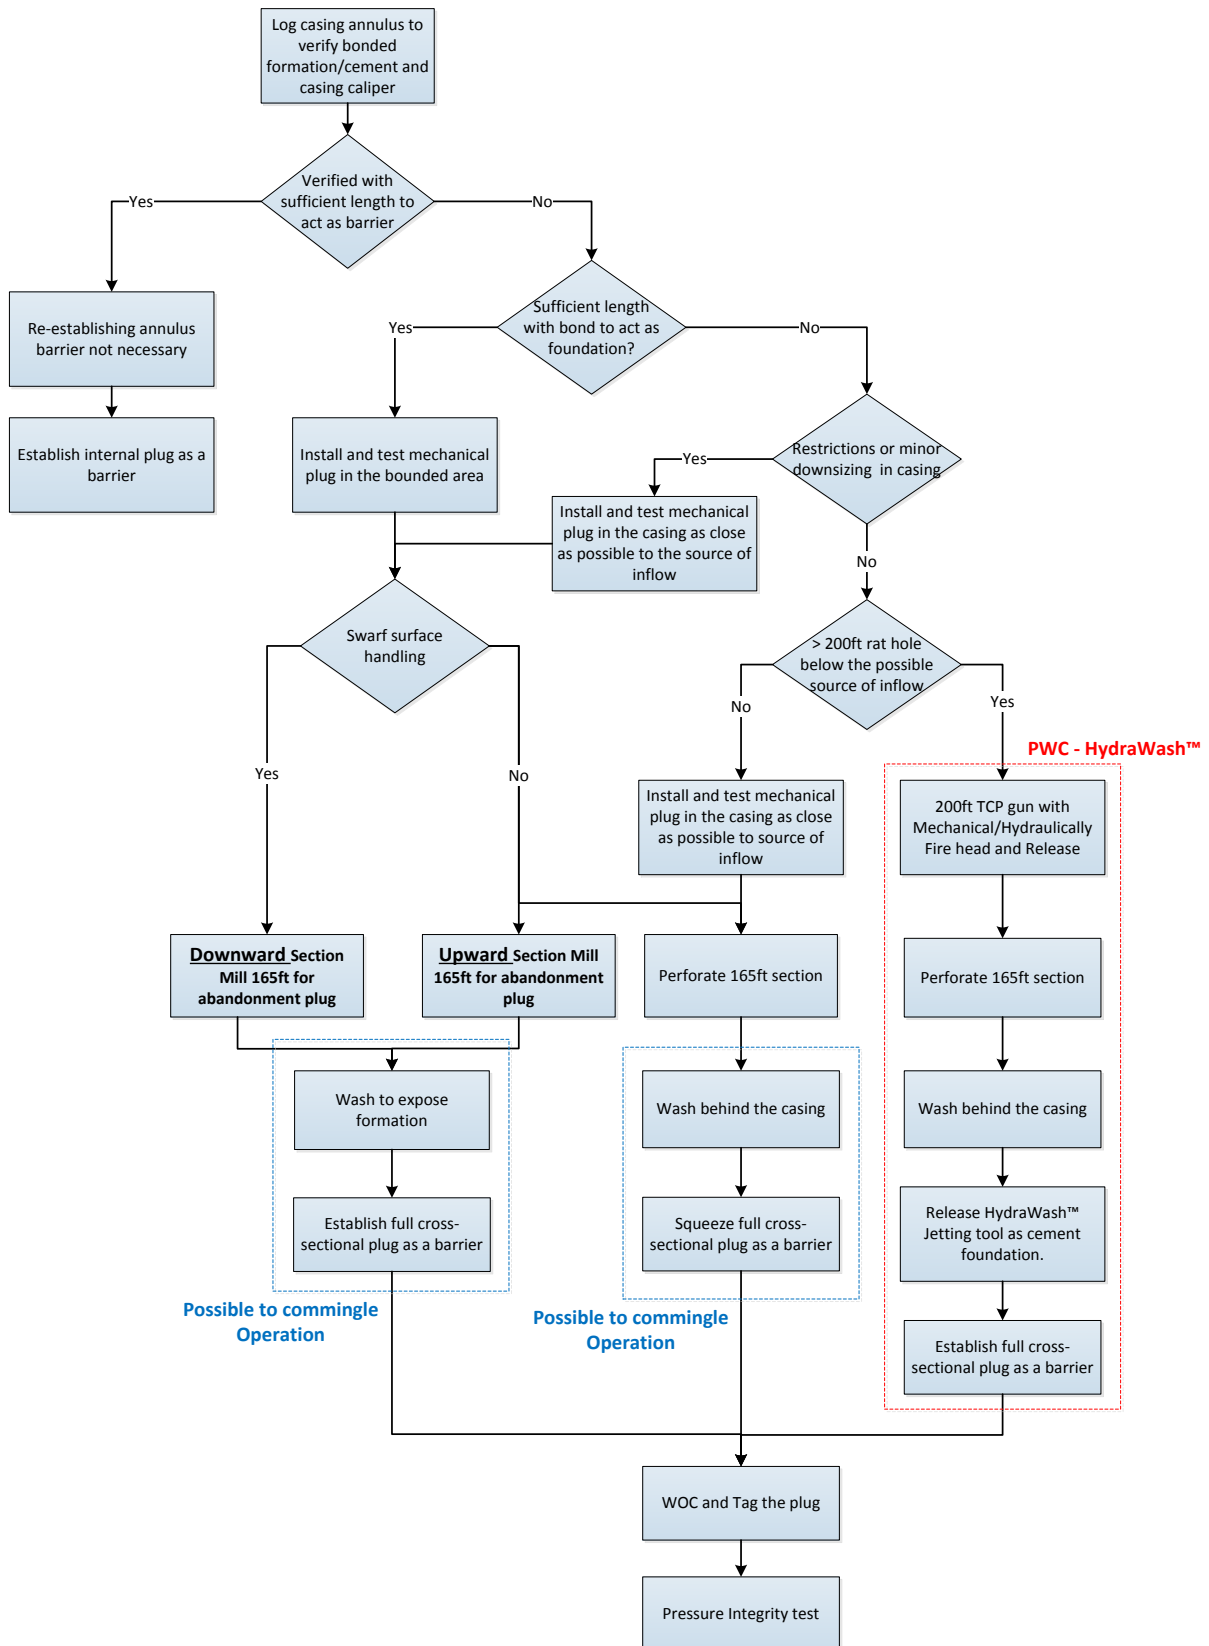 Log casing annulus to
verify bonded
formation/cement and
casing caliper
Verified with
sufficient length to
act as barrier
Yes
No
Re-establishing annulus
barrier not necessary
Establish internal plug as a
barrier
Sufficient length
with bond to act as
foundation?
Yes
No
Install and test mechanical
plug in the bounded area
Restrictions or minor
downsizing in casing
Yes
Install and test mechanical
plug in the casing as close
as possible to the source of
inflow
No
Swarf surface
handling
> 200ft rat hole
below the possible
source of inflow
No
Yes
Yes
No
PWC - HydraWash™
Install and test mechanical
plug in the casing as close
as possible to source of
inflow
200ft TCP gun with
Mechanical/Hydraulically
Fire head and Release
Downward Section
Mill 165ft for
abandonment plug
Upward Section Mill
165ft for abandonment
plug
Perforate 165ft section
Perforate 165ft section
Wash to expose
formation
Wash behind the casing
Wash behind the casing
Establish full cross-
sectional plug as a barrier
Squeeze full cross-
sectional plug as a barrier
Release HydraWash™
Jetting tool as cement
foundation.
Possible to commingle
Operation
Possible to commingle
Operation
Establish full cross-
sectional plug as a barrier
WOC and Tag the plug
Pressure Integrity test